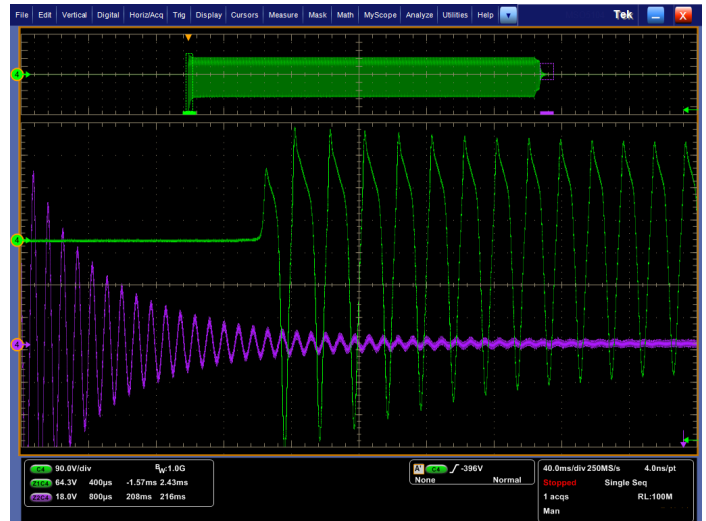 File Edit Vertical Digital Horiz/Acq Trig Display Cursors Measure Mask Math MyScope Analyze Utilities Help Tek X
4
4
4
C4 90.0V/div BW:1.0G
Z1C4 64.3V 400µs -1.57ms 2.43ms
Z2C4 18.0V 800µs 208ms 216ms
A' C4 -396V
None Normal
40.0ms/div 250MS/s 4.0ns/pt
Stopped Single Seq
1 acqs RL:100M
Man